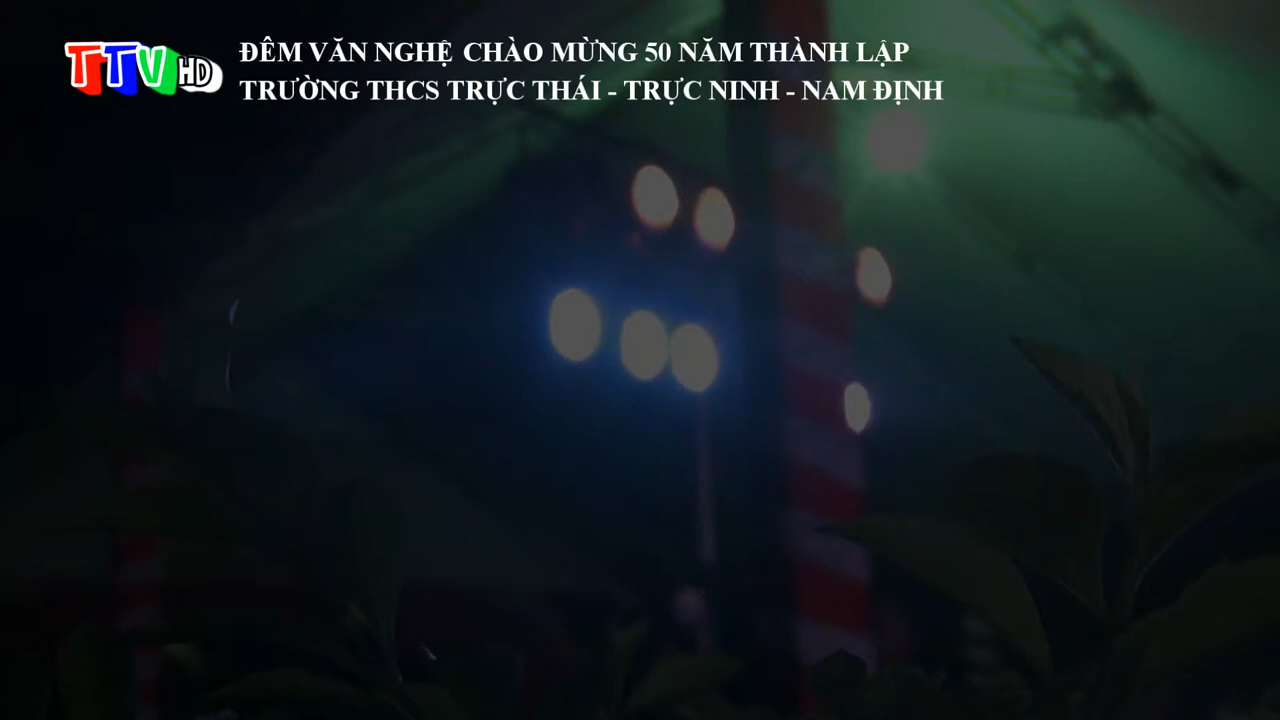 TTV HD
ĐÊM VĂN NGHỆ CHÀO MỪNG 50 NĂM THÀNH LẬP
TRƯỜNG THCS TRỰC THÁI - TRỰC NINH - NAM ĐỊNH